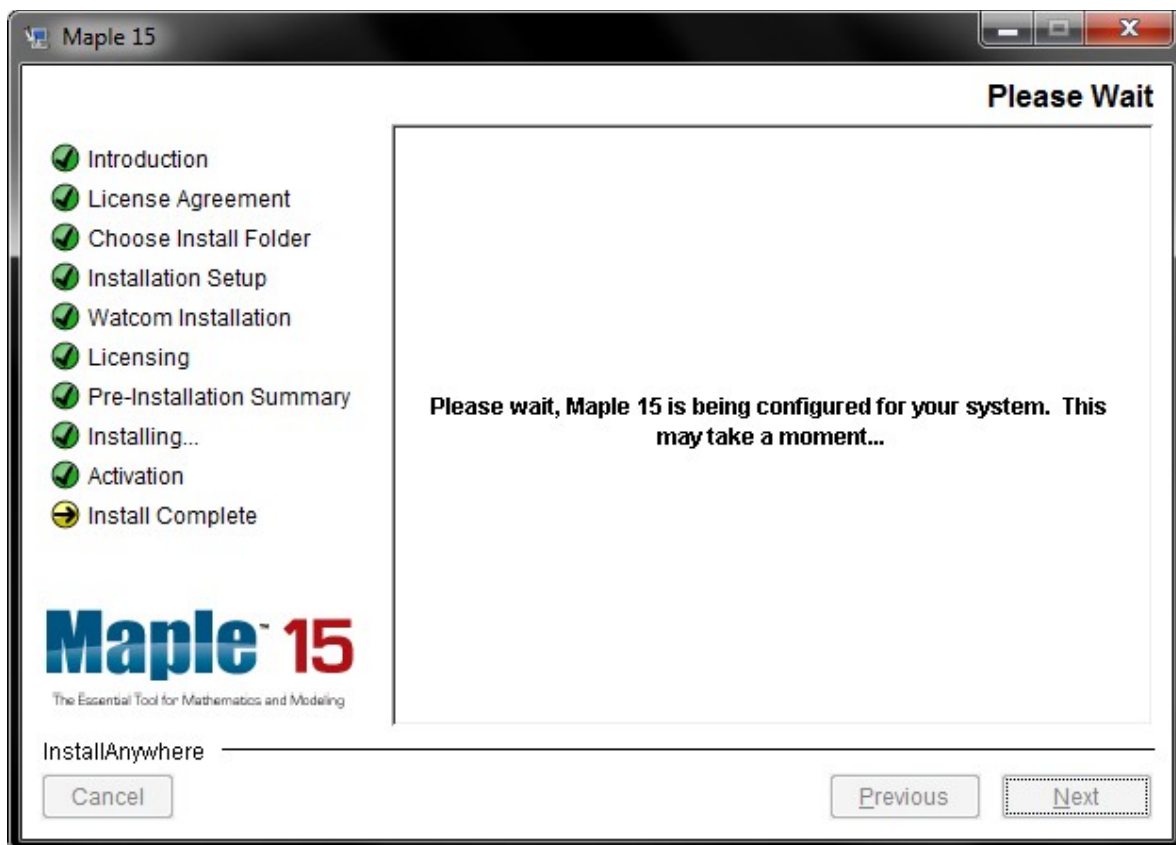 Maple 15
Please Wait
Introduction
License Agreement
Choose Install Folder
Installation Setup
Watcom Installation
Licensing
Pre-Installation Summary
Installing...
Activation
Install Complete
Please wait, Maple 15 is being configured for your system.  This
may take a moment...
Maple™ 15
The Essential Tool for Mathematics and Modeling
InstallAnywhere
Cancel
Previous
Next